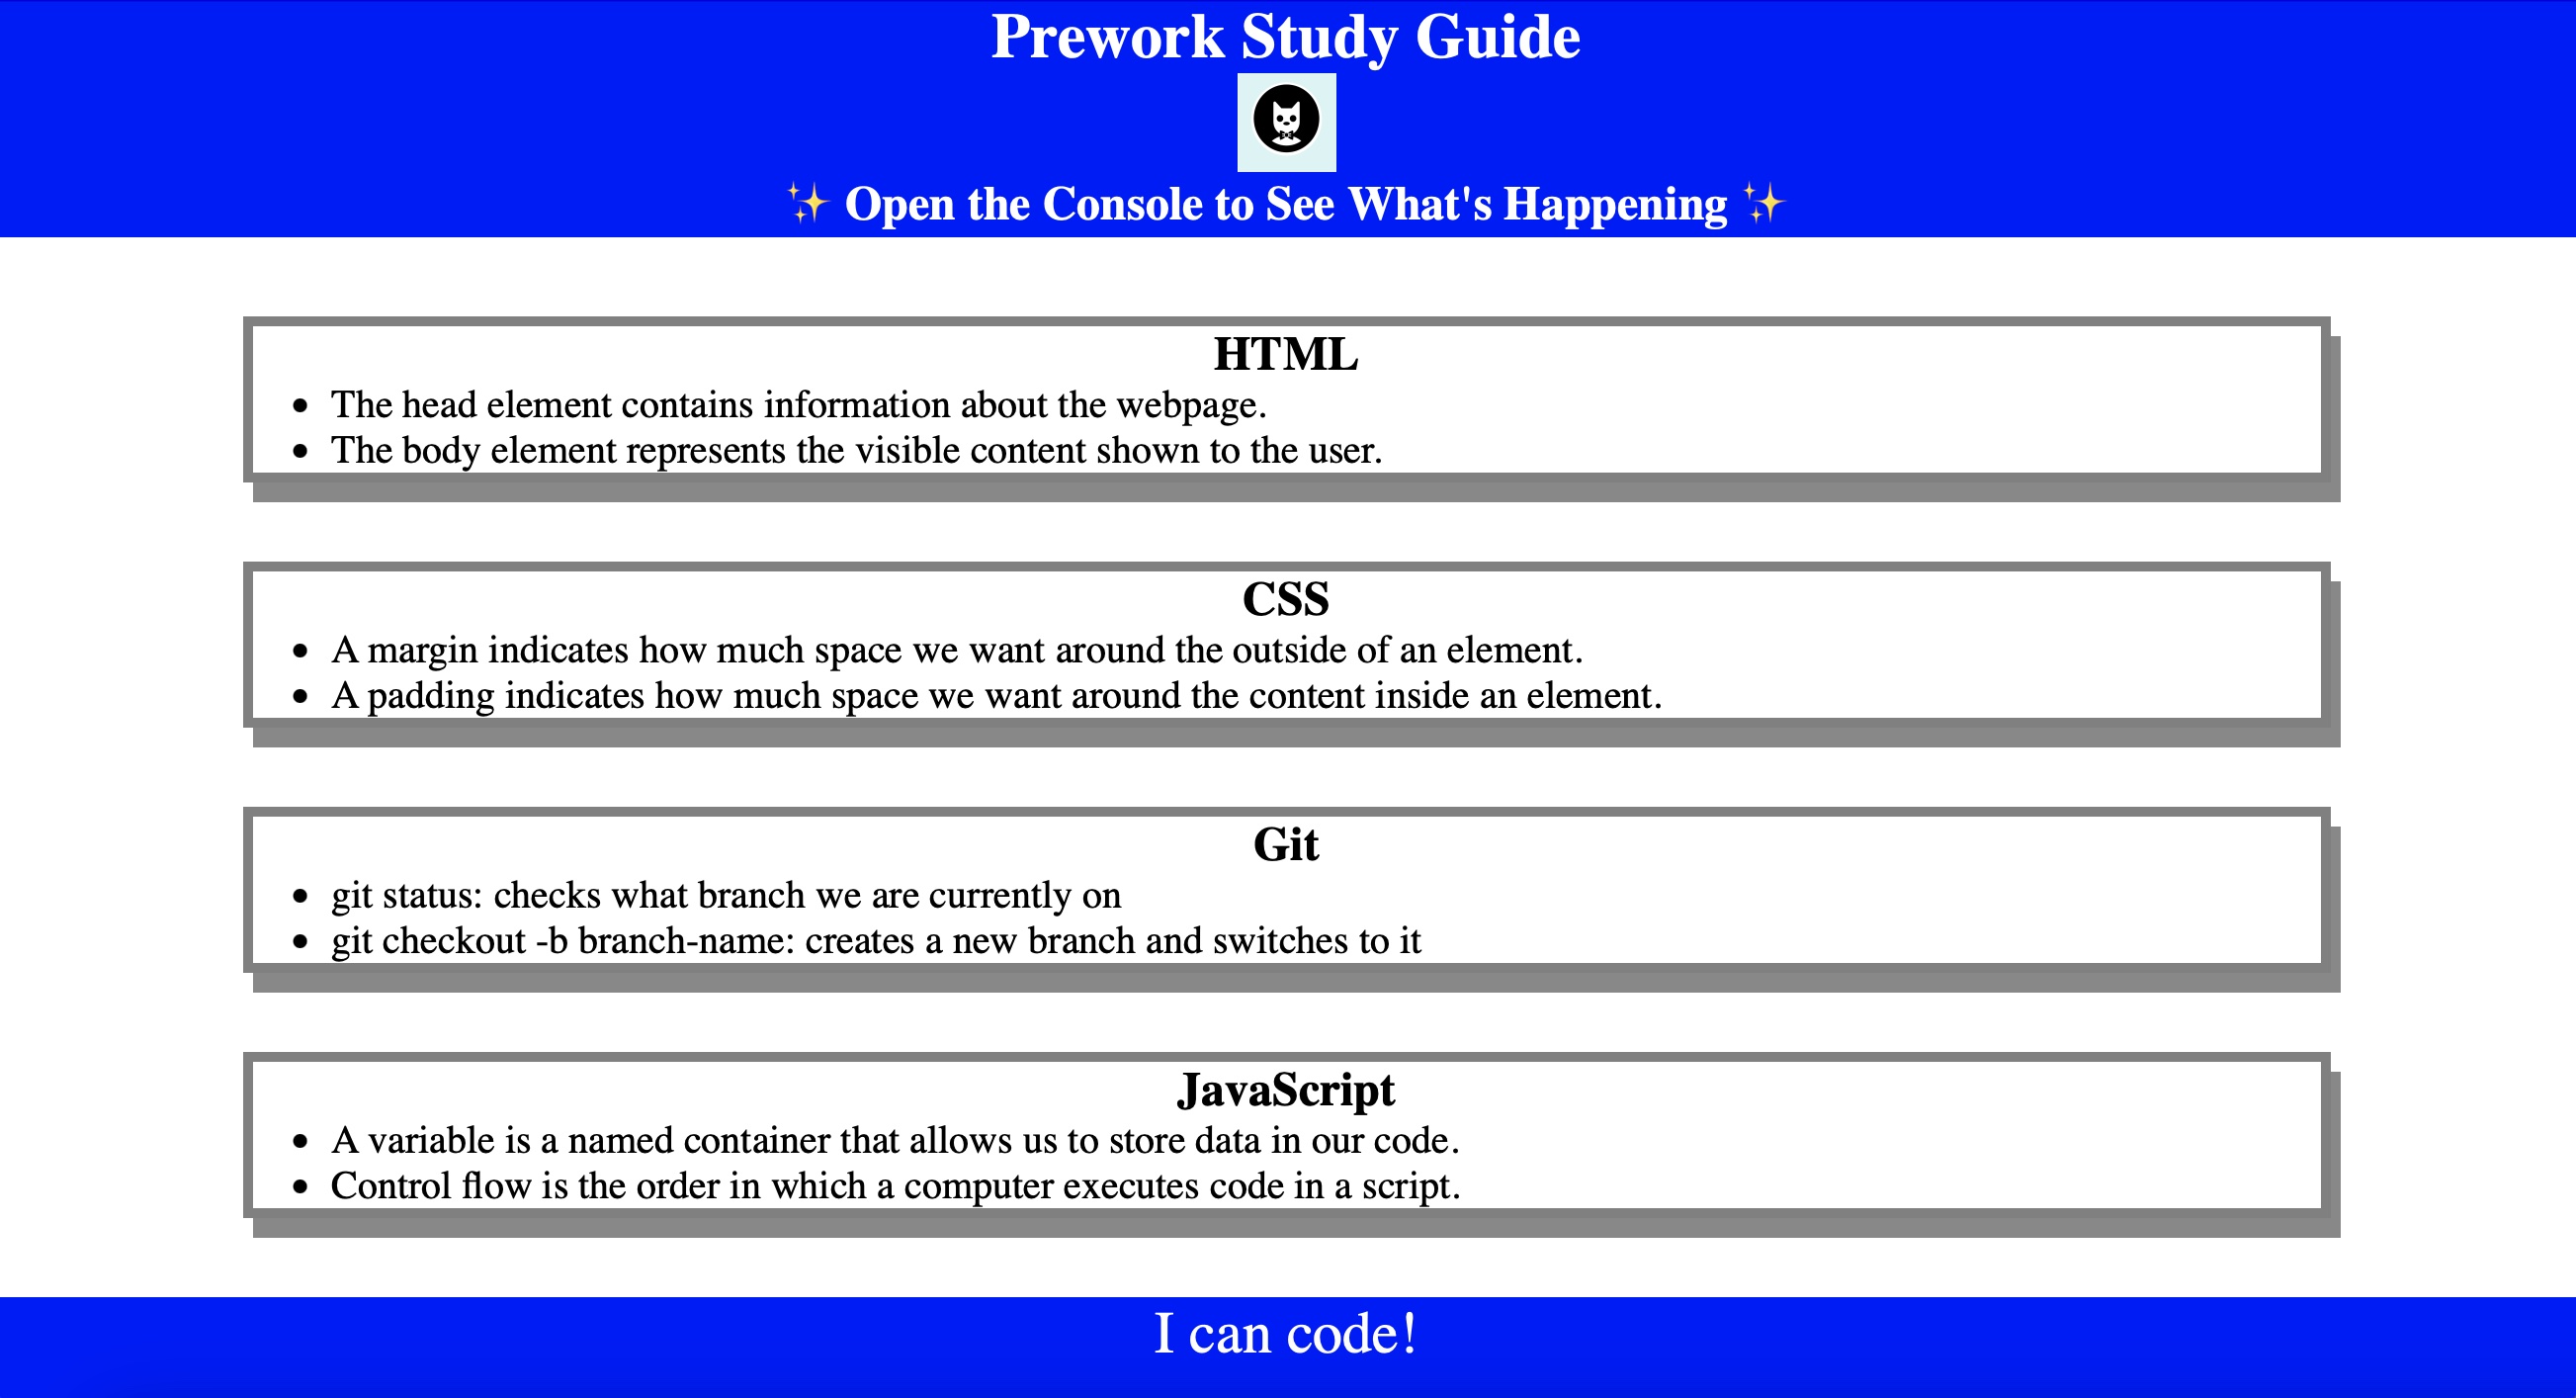 Prework Study Guide
✨ Open the Console to See What's Happening ✨
HTML
• The head element contains information about the webpage.
• The body element represents the visible content shown to the user.
CSS
• A margin indicates how much space we want around the outside of an element.
• A padding indicates how much space we want around the content inside an element.
Git
• git status: checks what branch we are currently on
• git checkout -b branch-name: creates a new branch and switches to it
JavaScript
• A variable is a named container that allows us to store data in our code.
• Control flow is the order in which a computer executes code in a script.
I can code!